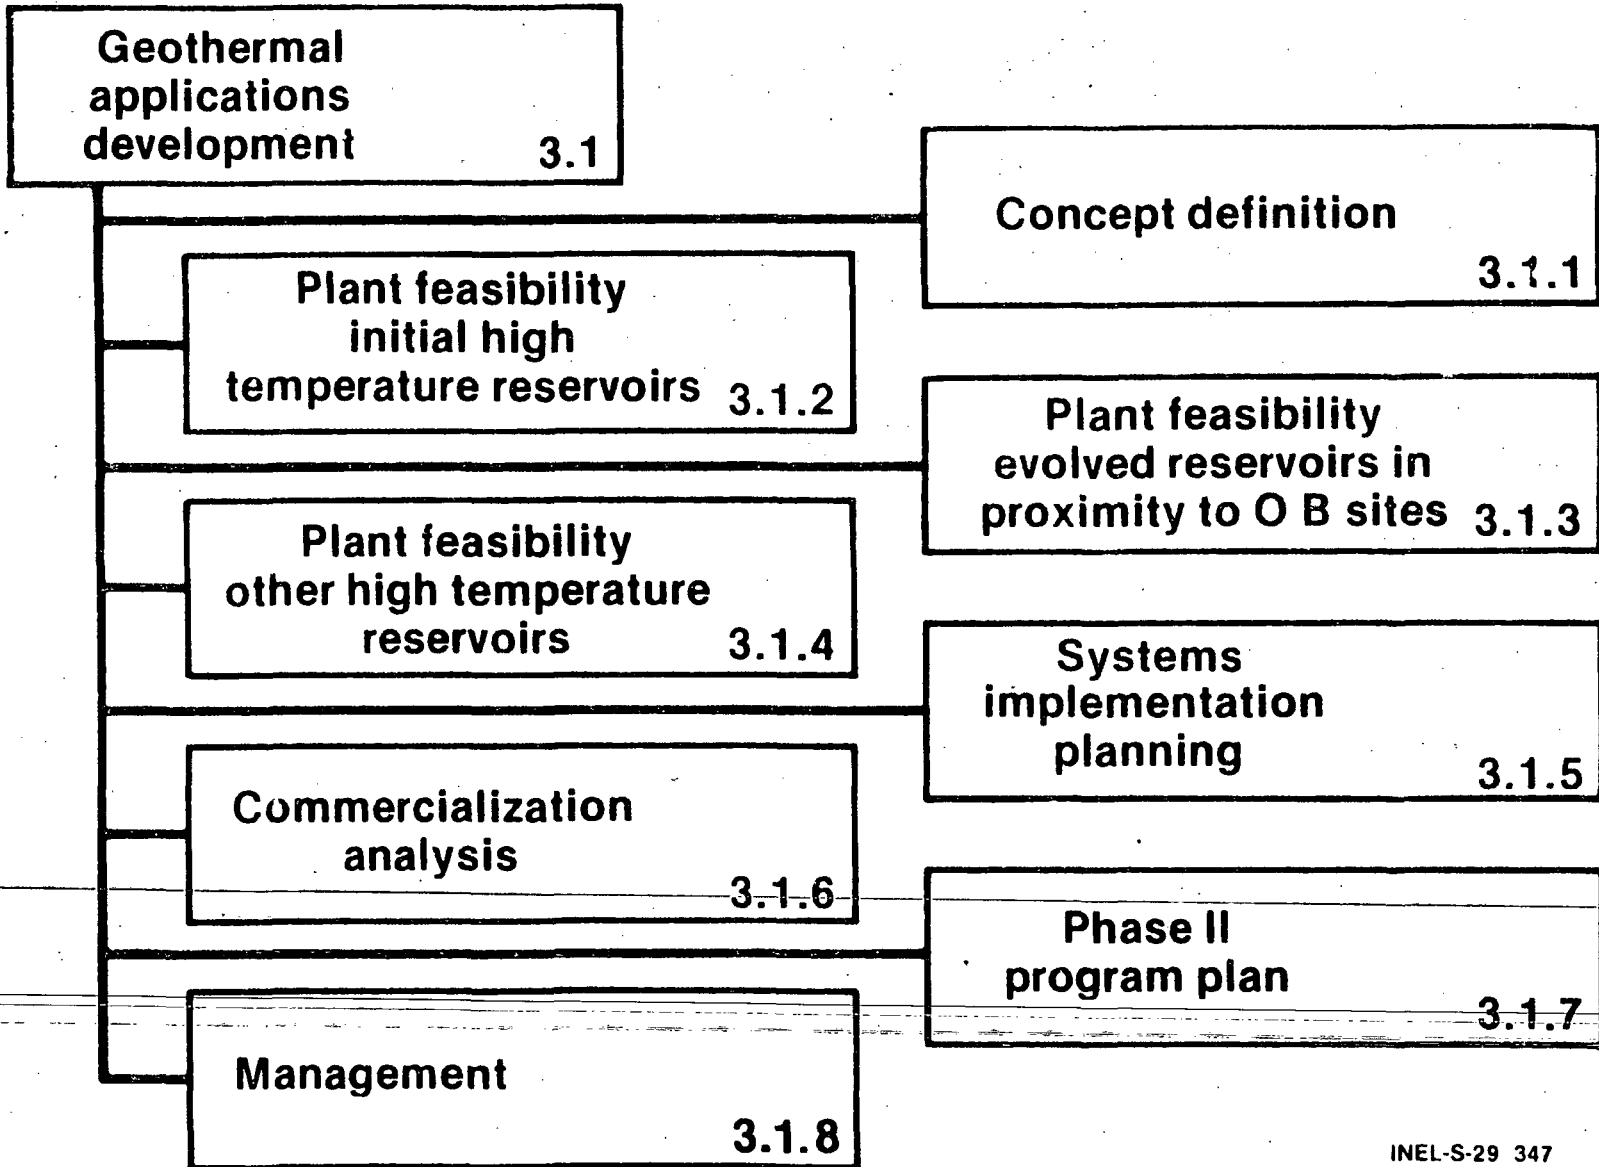 Geothermal
applications
development
3.1
Concept definition
3.1.1
Plant feasibility
initial high
temperature reservoirs
3.1.2
Plant feasibility
evolved reservoirs in
proximity to O B sites
3.1.3
Plant feasibility
other high temperature
reservoirs
3.1.4
Systems
implementation
planning
3.1.5
Commercialization
analysis
3.1.6
Phase II
program plan
3.1.7
Management
3.1.8
INEL-S-29 347